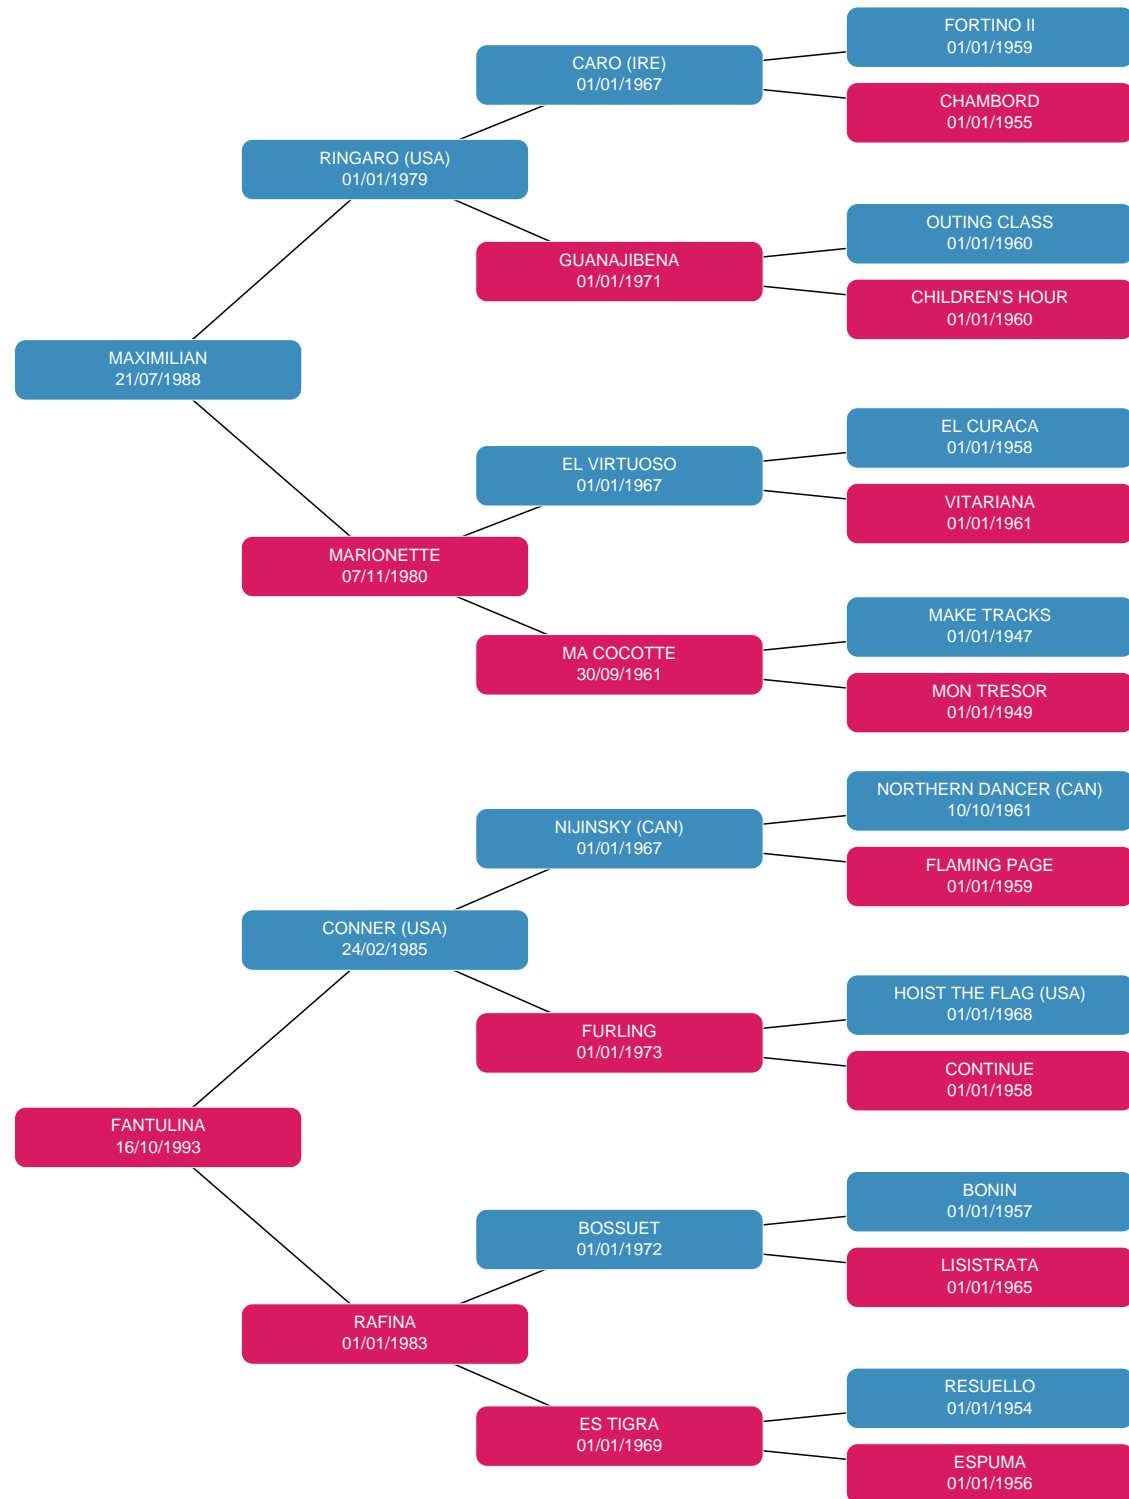 FORTINO II
01/01/1959
CARO (IRE)
01/01/1967
CHAMBORD
01/01/1955
RINGARO (USA)
01/01/1979
OUTING CLASS
01/01/1960
GUANAJIBENA
01/01/1971
CHILDREN'S HOUR
01/01/1960
MAXIMILIAN
21/07/1988
EL CURACA
01/01/1958
EL VIRTUOSO
01/01/1967
VITARIANA
01/01/1961
MARIONETTE
07/11/1980
MAKE TRACKS
01/01/1947
MA COCOTTE
30/09/1961
MON TRESOR
01/01/1949
NORTHERN DANCER (CAN)
10/10/1961
NIJINSKY (CAN)
01/01/1967
FLAMING PAGE
01/01/1959
CONNER (USA)
24/02/1985
HOIST THE FLAG (USA)
01/01/1968
FURLING
01/01/1973
CONTINUE
01/01/1958
FANTULINA
16/10/1993
BONIN
01/01/1957
BOSSUET
01/01/1972
LISISTRATA
01/01/1965
RAFINA
01/01/1983
RESUELLO
01/01/1954
ES TIGRA
01/01/1969
ESPUMA
01/01/1956